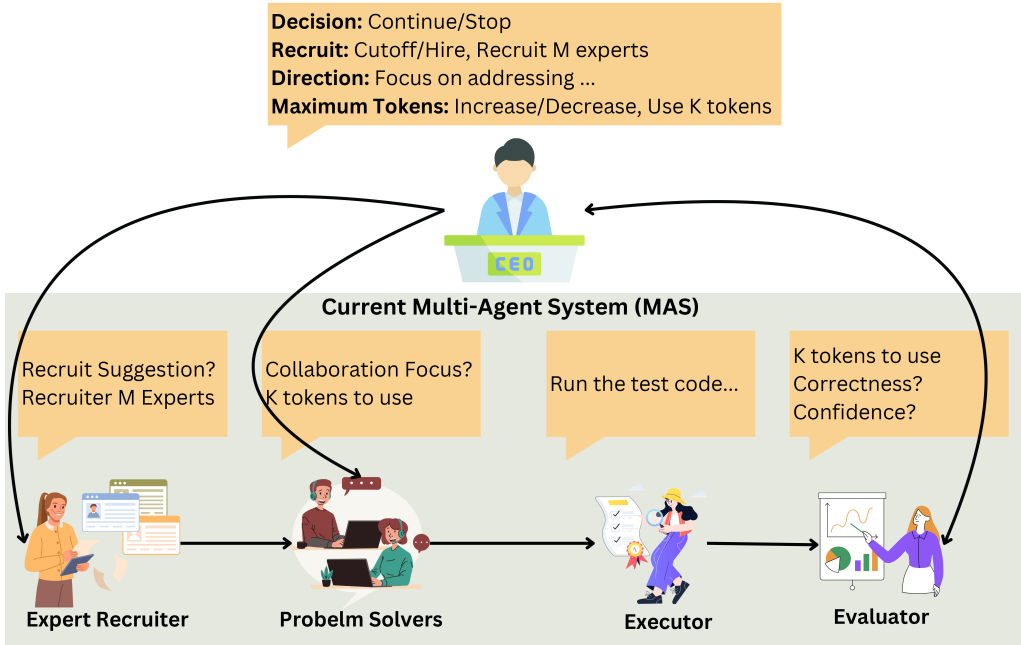 Decision: Continue/Stop
Recruit: Cutoff/Hire, Recruit M experts
Direction: Focus on addressing ...
Maximum Tokens: Increase/Decrease, Use K tokens
CEO
Current Multi-Agent System (MAS)
Recruit Suggestion?
Recruiter M Experts
Collaboration Focus?
K tokens to use
Run the test code...
K tokens to use
Correctness?
Confidence?
Expert Recruiter
Probelm Solvers
Executor
Evaluator